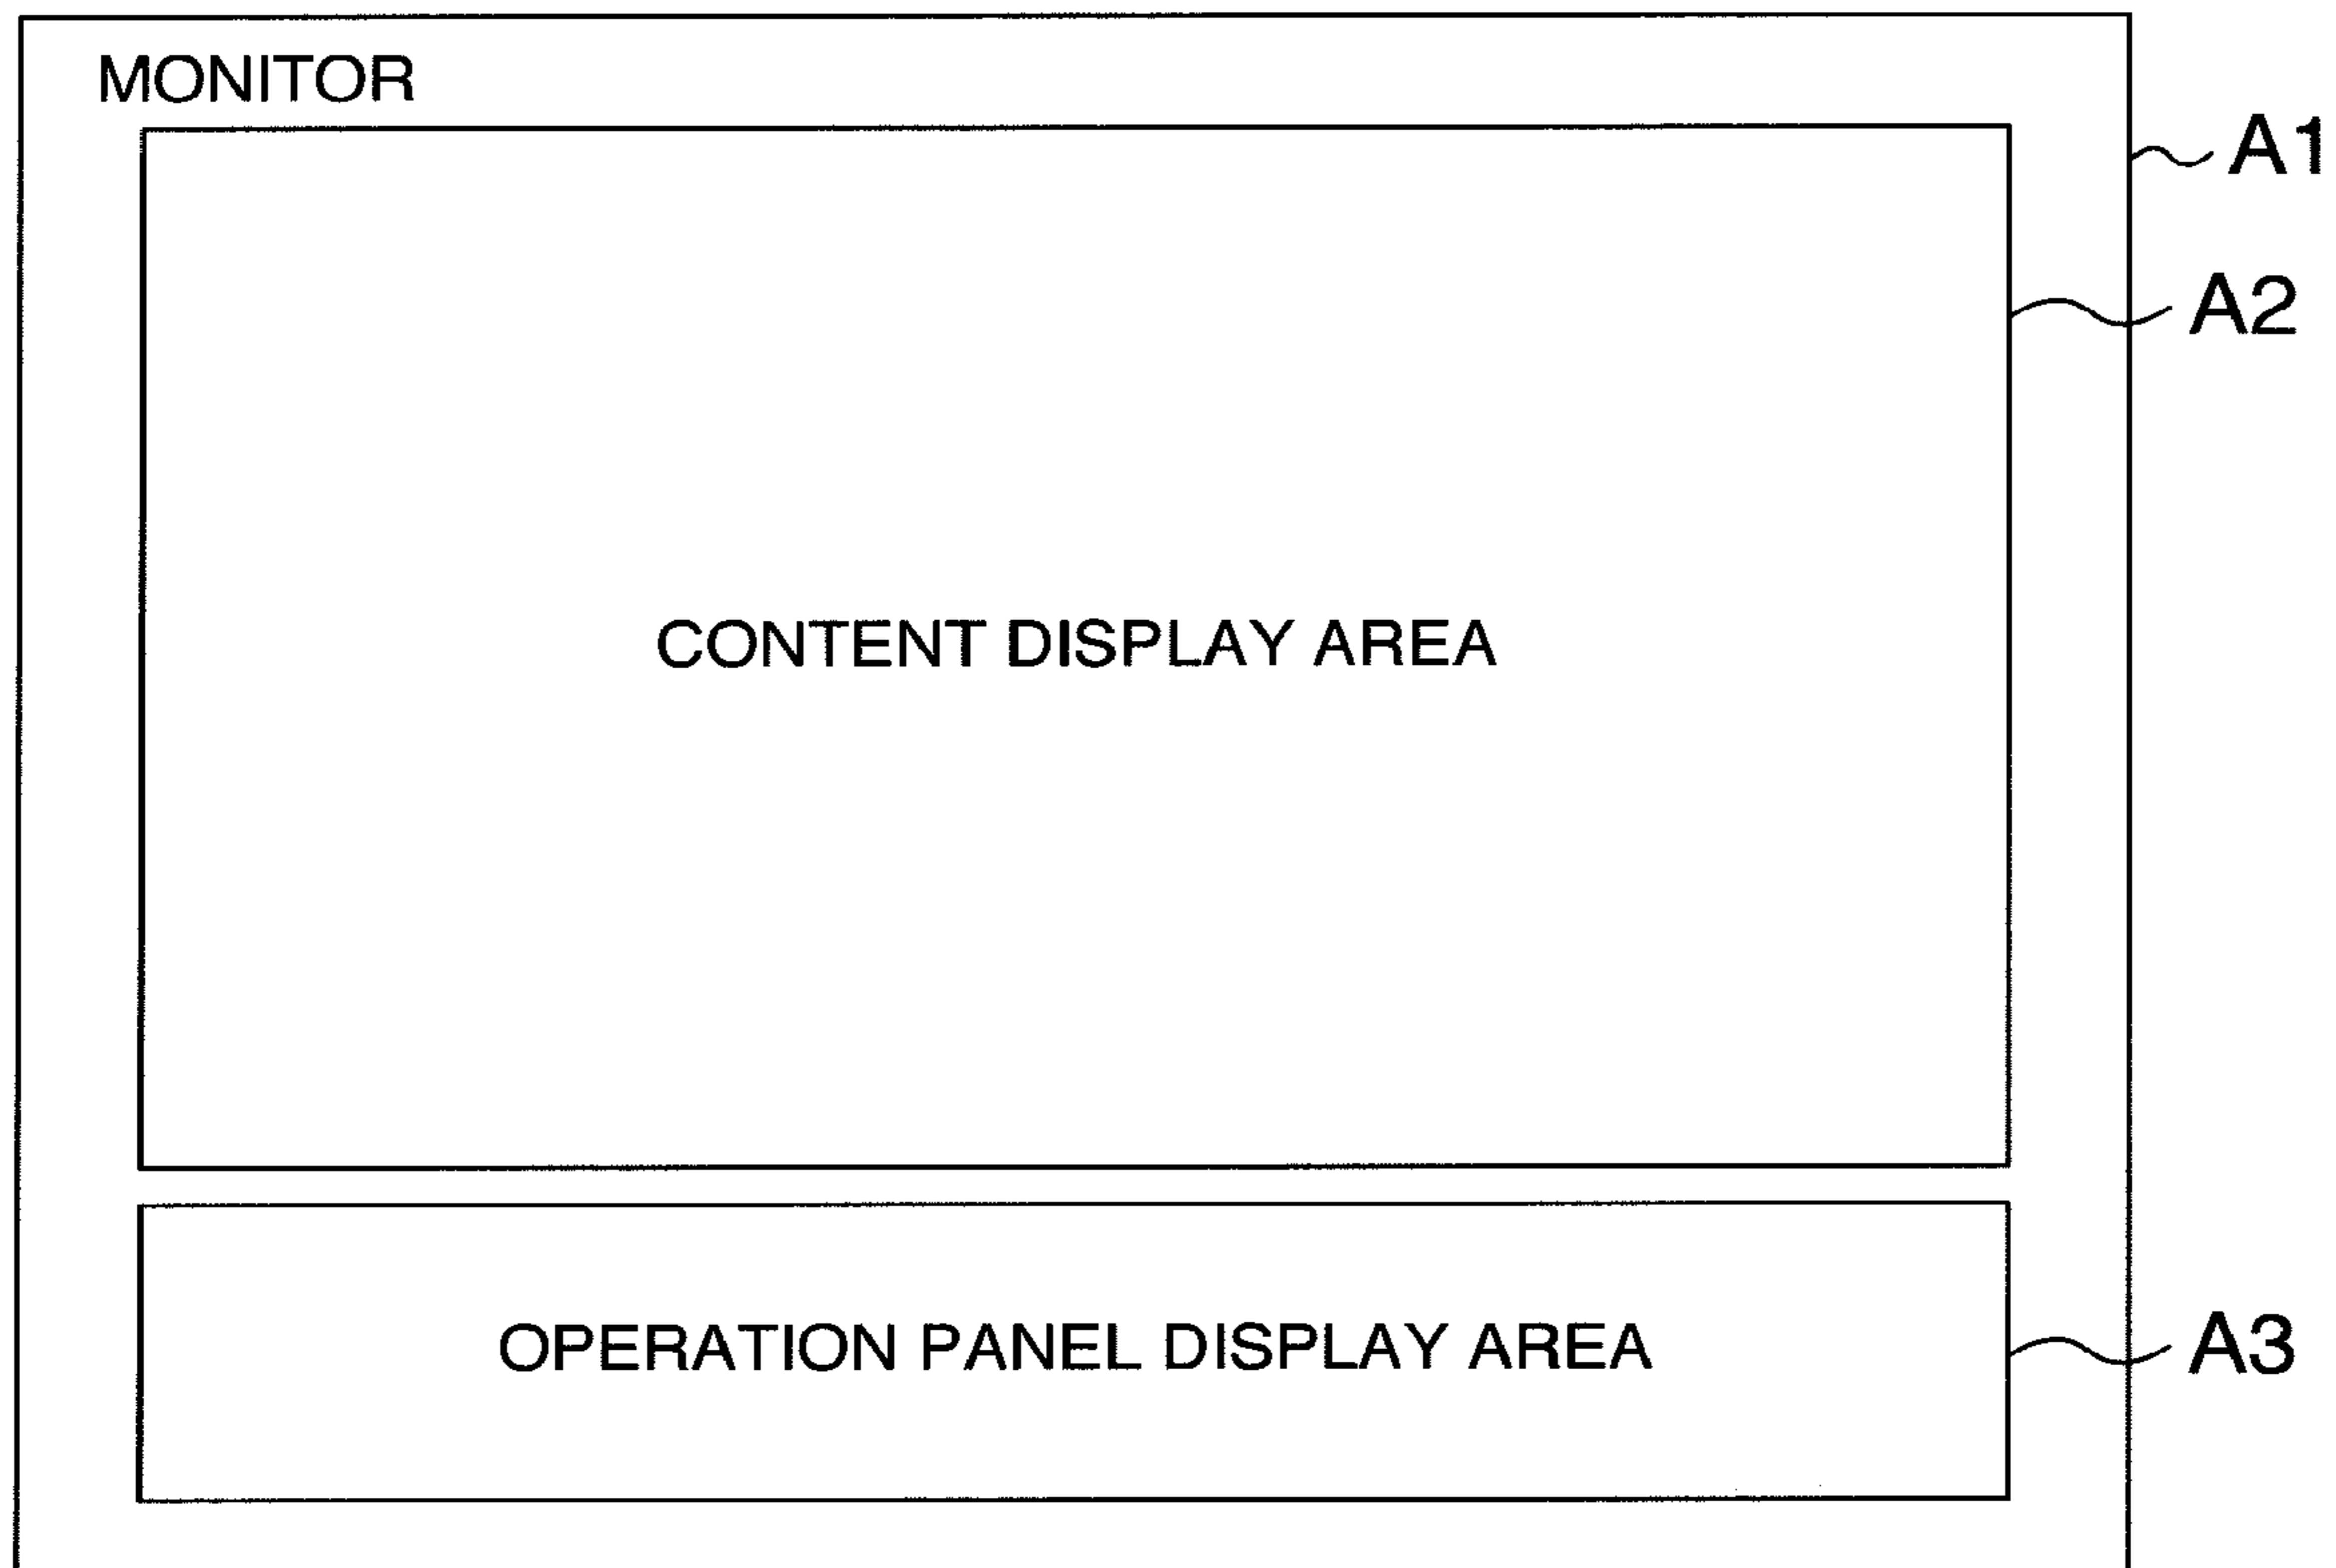 MONITOR
A1
A2
CONTENT DISPLAY AREA
OPERATION PANEL DISPLAY AREA
A3